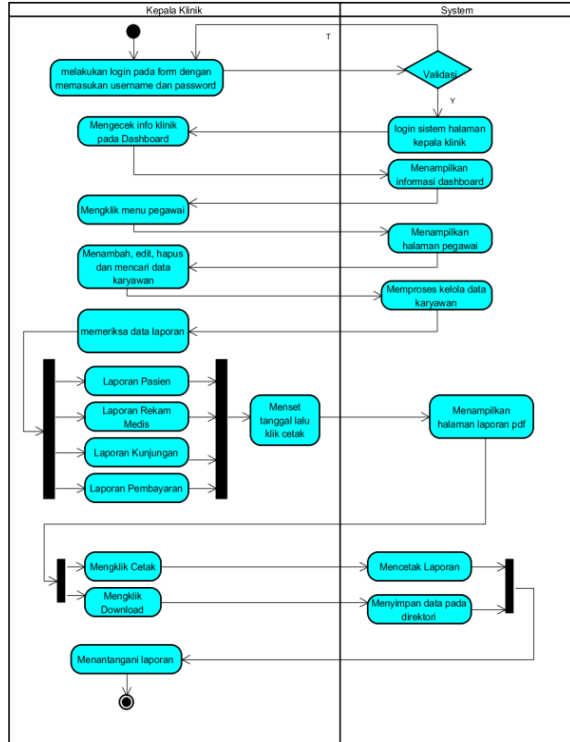 Kepala Klinik
System
T
melakukan login pada form dengan
memasukan username dan password
Validasi
Y
Mengecek info klinik
pada Dashboard
login sistem halaman
kepala klinik
Menampilkan
informasi dashboard
Mengklik menu pegawai
Menampilkan
halaman pegawai
Menambah, edit, hapus
dan mencari data
karyawan
Memproses kelola data
karyawan
memeriksa data laporan
Laporan Pasien
Laporan Rekam
Medis
Laporan Kunjungan
Laporan Pembayaran
Menset
tanggal lalu
klik cetak
Menampilkan
halaman laporan pdf
Mengklik Cetak
Mencetak Laporan
Mengklik
Download
Menyimpan data pada
direktori
Menantangani laporan